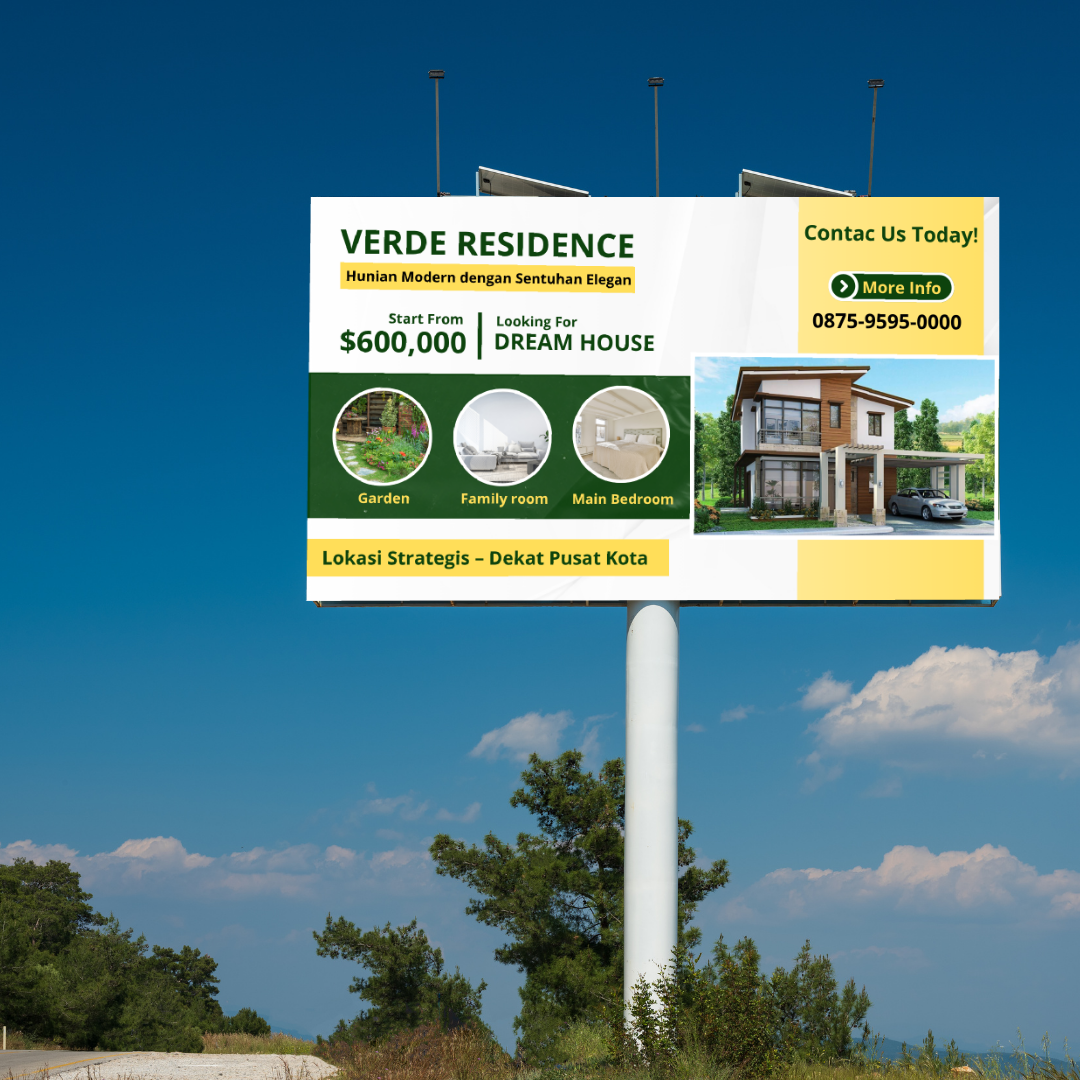 VERDE RESIDENCE
Hunian Modern dengan Sentuhan Elegan
Start From
$600,000
Looking For
DREAM HOUSE
Garden
Family room
Main Bedroom
Lokasi Strategis – Dekat Pusat Kota
Contac Us Today!
More Info
0875-9595-0000